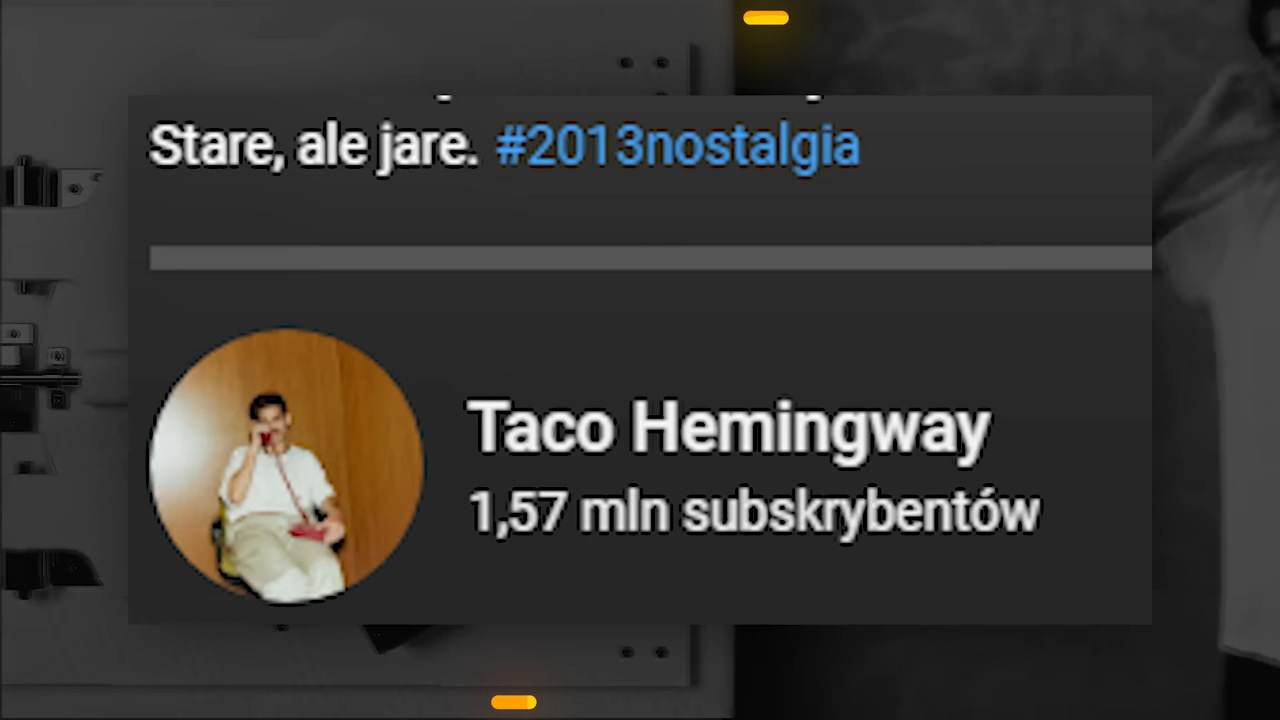 Stare, ale jare. #2013nostalgia
Taco Hemingway
1,57 mln subskrybentów